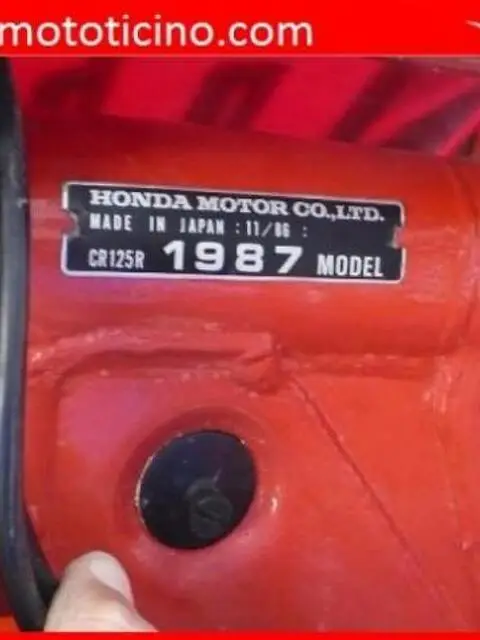 mototicino.com
HONDA MOTOR CO.,LTD.
MADE IN JAPAN : 11/86 :
CR125R 1987 MODEL